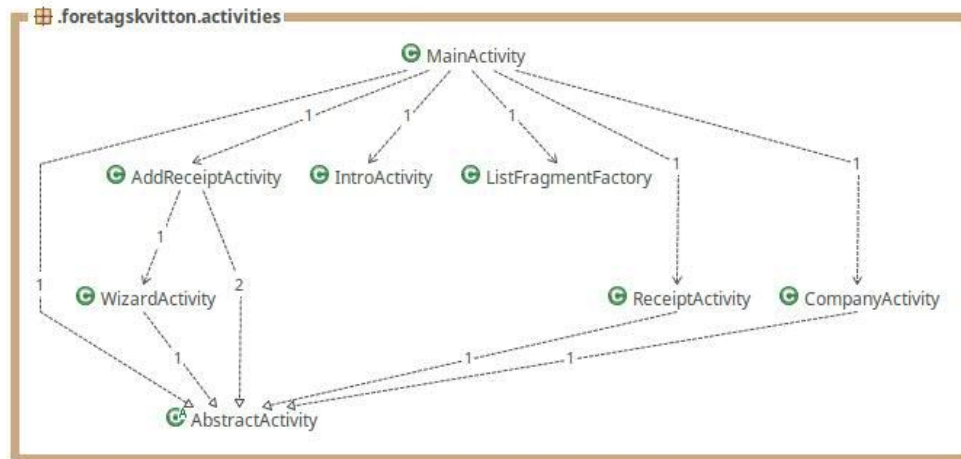 .foretagskvitton.activities
MainActivity
1 1 1
1 1
AddReceiptActivity IntroActivity ListFragmentFactory
1
1 2
WizardActivity ReceiptActivity CompanyActivity
1 1 1
AbstractActivity